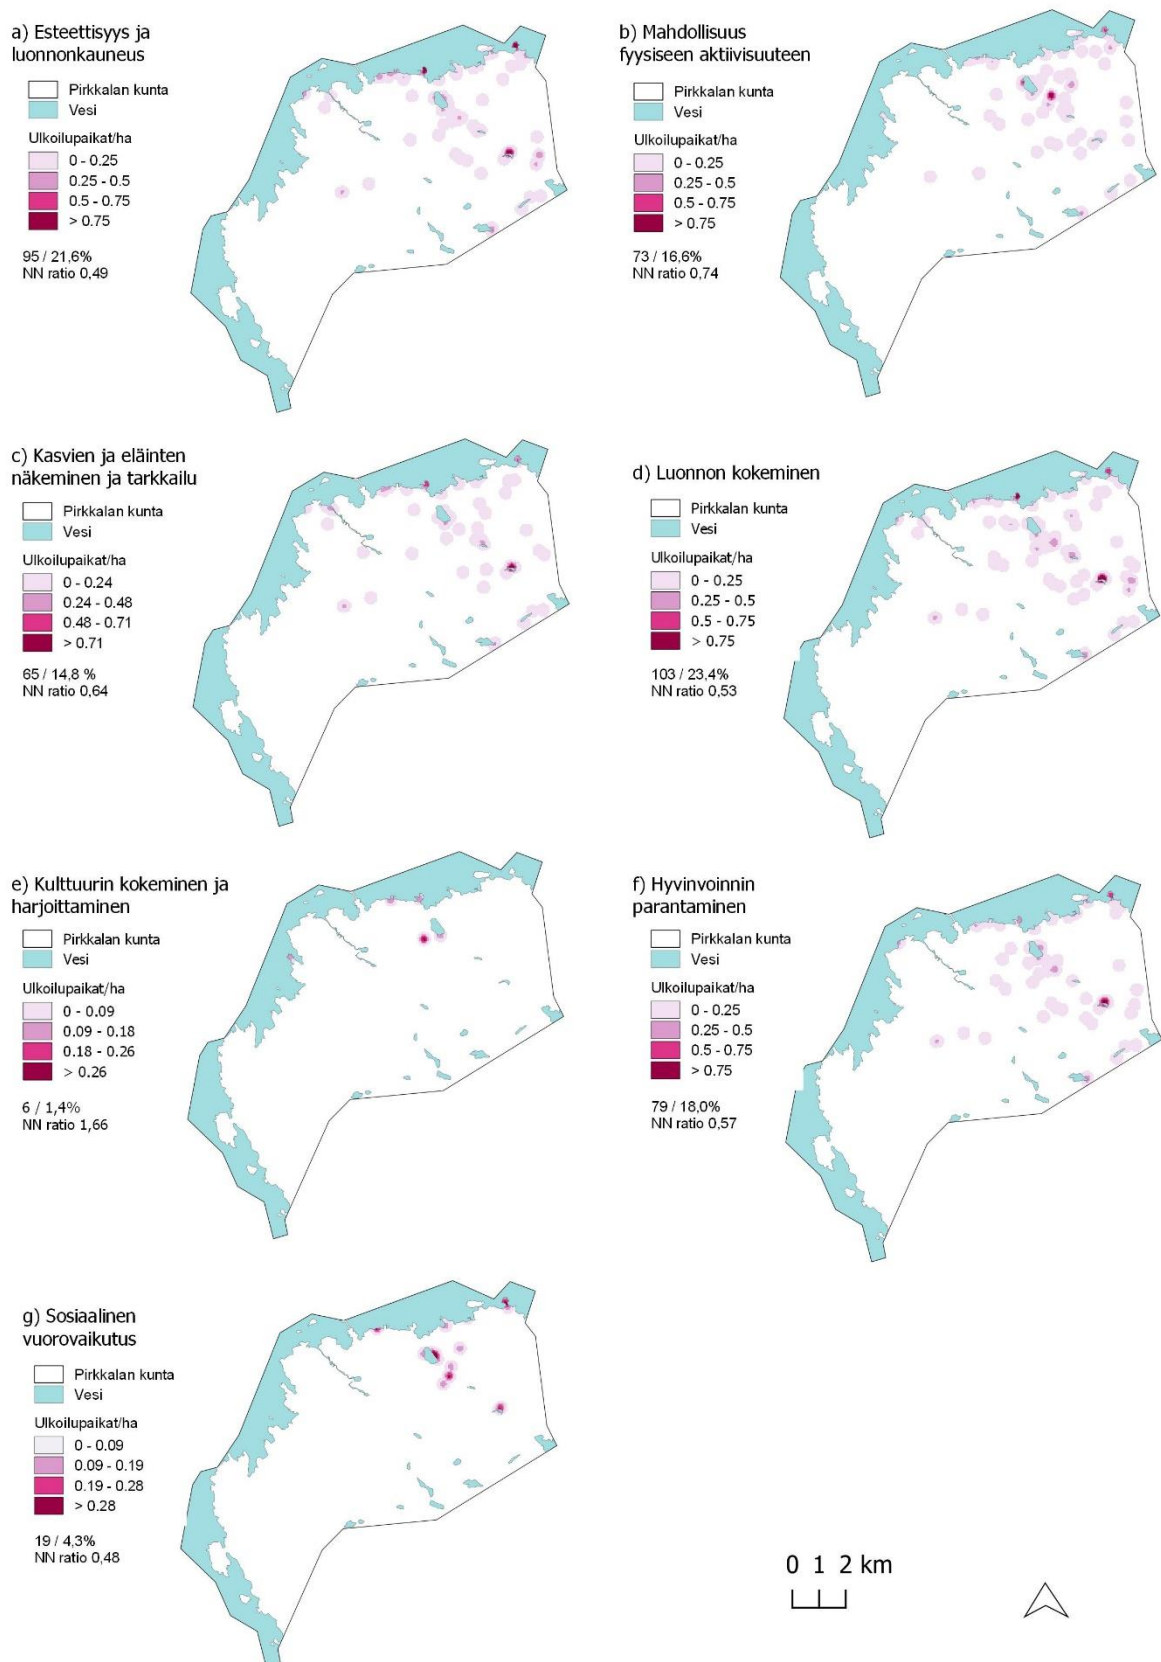 a) Esteettisyys ja
luonnonkauneus
Pirkkalan kunta
Vesi
Ulkoilupaikat/ha
0 - 0.25
0.25 - 0.5
0.5 - 0.75
> 0.75
95 / 21,6%
NN ratio 0,49
b) Mahdollisuus
fyysiseen aktiivisuuteen
Pirkkalan kunta
Vesi
Ulkoilupaikat/ha
0 - 0.25
0.25 - 0.5
0.5 - 0.75
> 0.75
73 / 16,6%
NN ratio 0,74
c) Kasvien ja eläinten
näkeminen ja tarkkailu
Pirkkalan kunta
Vesi
Ulkoilupaikat/ha
0 - 0.24
0.24 - 0.48
0.48 - 0.71
> 0.71
65 / 14,8 %
NN ratio 0,64
d) Luonnon kokeminen
Pirkkalan kunta
Vesi
Ulkoilupaikat/ha
0 - 0.25
0.25 - 0.5
0.5 - 0.75
> 0.75
103 / 23,4%
NN ratio 0,53
e) Kulttuurin kokeminen ja
harjoittaminen
Pirkkalan kunta
Vesi
Ulkoilupaikat/ha
0 - 0.09
0.09 - 0.18
0.18 - 0.26
> 0.26
6 / 1,4%
NN ratio 1,66
f) Hyvinvoinnin
parantaminen
Pirkkalan kunta
Vesi
Ulkoilupaikat/ha
0 - 0.25
0.25 - 0.5
0.5 - 0.75
> 0.75
79 / 18,0%
NN ratio 0,57
g) Sosiaalinen
vuorovaikutus
Pirkkalan kunta
Vesi
Ulkoilupaikat/ha
0 - 0.09
0.09 - 0.19
0.19 - 0.28
> 0.28
19 / 4,3%
NN ratio 0,48
0 1 2 km